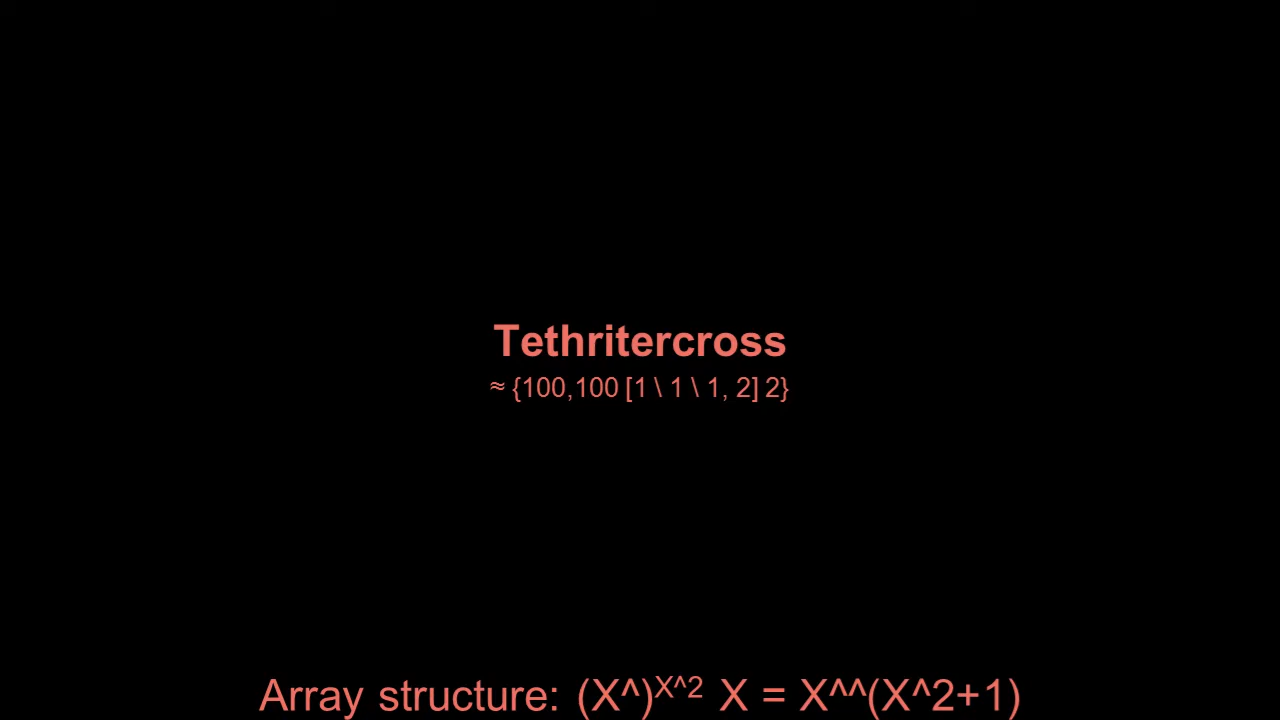 Tethritercross
≈ {100,100 [1 \ 1 \ 1, 2] 2}
Array structure: (X^)ˣ^² X = X^^(X^2+1)